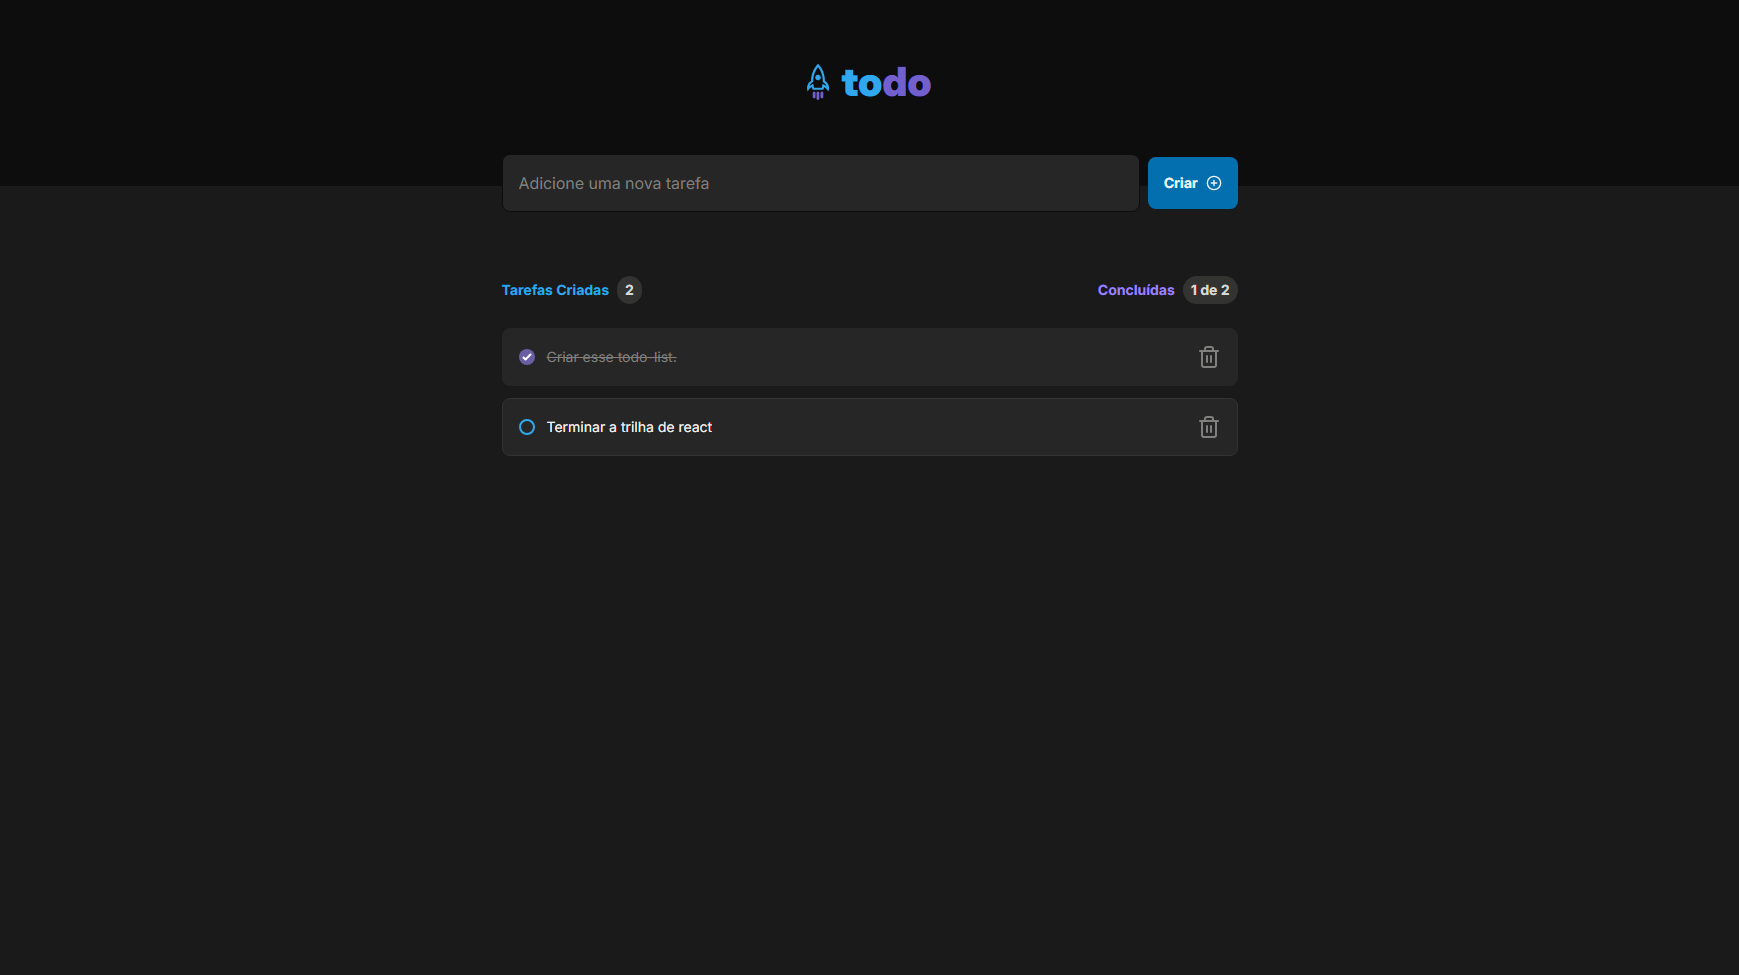 todo
Adicione uma nova tarefa
Criar
Tarefas Criadas 2
Concluídas 1 de 2
Criar esse todo-list.
Terminar a trilha de react